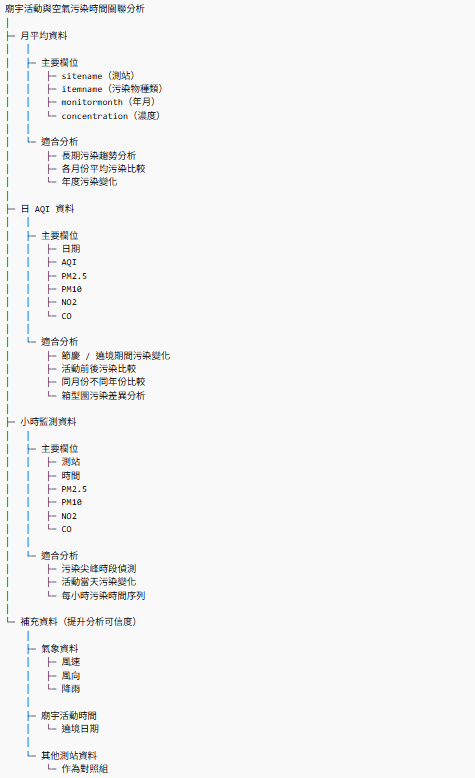 廟宇活動與空氣污染時間關聯分析
│
├─ 月平均資料
│   │
│   ├─ 主要欄位
│   │   ├─ sitename（測站）
│   │   ├─ itemname（污染物種類）
│   │   ├─ monitormonth（年月）
│   │   └─ concentration（濃度）
│   │
│   └─ 適合分析
│       ├─ 長期污染趨勢分析
│       ├─ 各月份平均污染比較
│       └─ 年度污染變化
│
├─ 日 AQI 資料
│   │
│   ├─ 主要欄位
│   │   ├─ 日期
│   │   ├─ AQI
│   │   ├─ PM2.5
│   │   ├─ PM10
│   │   ├─ NO2
│   │   └─ CO
│   │
│   └─ 適合分析
│       ├─ 節慶 / 遶境期間污染變化
│       ├─ 活動前後污染比較
│       ├─ 同月份不同年份比較
│       └─ 箱型圖污染差異分析
│
├─ 小時監測資料
│   │
│   ├─ 主要欄位
│   │   ├─ 測站
│   │   ├─ 時間
│   │   ├─ PM2.5
│   │   ├─ PM10
│   │   ├─ NO2
│   │   └─ CO
│   │
│   └─ 適合分析
│       ├─ 污染尖峰時段偵測
│       ├─ 活動當天污染變化
│       └─ 每小時污染時間序列
│
└─ 補充資料（提升分析可信度）
    │
    ├─ 氣象資料
    │   ├─ 風速
    │   ├─ 風向
    │   └─ 降雨
    │
    ├─ 廟宇活動時間
    │   └─ 遶境日期
    │
    └─ 其他測站資料
        └─ 作為對照組